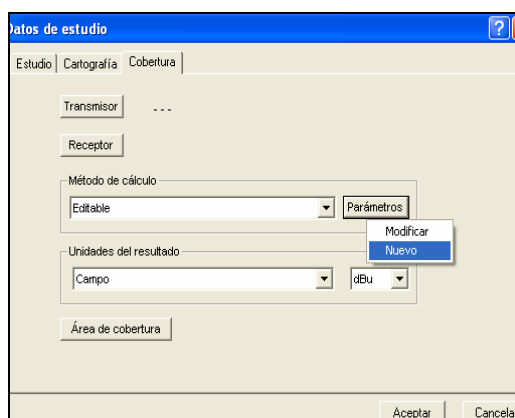 Datos de estudio
?
Estudio Cartografía Cobertura
Transmisor ---
Receptor
Método de cálculo
Editable Parámetros
Modificar
Nuevo
Unidades del resultado
Campo dBu
Área de cobertura
Aceptar Cancela